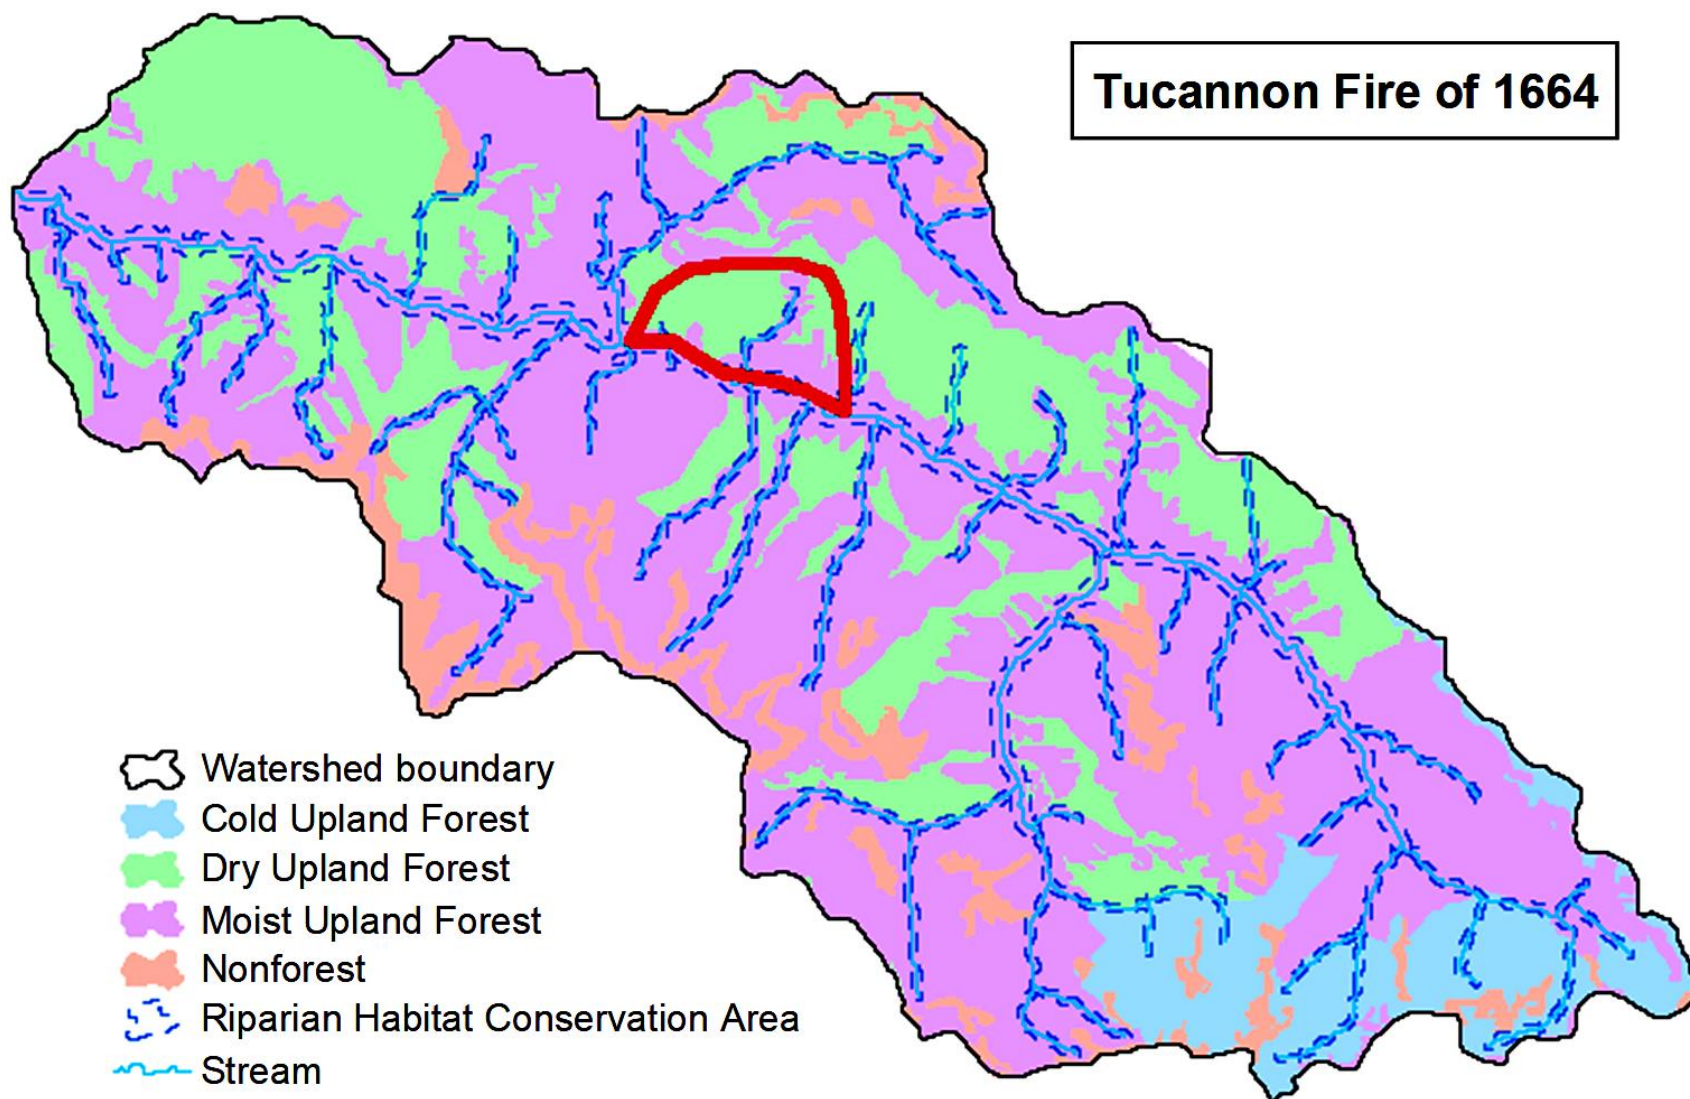 Tucannon Fire of 1664
Watershed boundary
Cold Upland Forest
Dry Upland Forest
Moist Upland Forest
Nonforest
Riparian Habitat Conservation Area
Stream